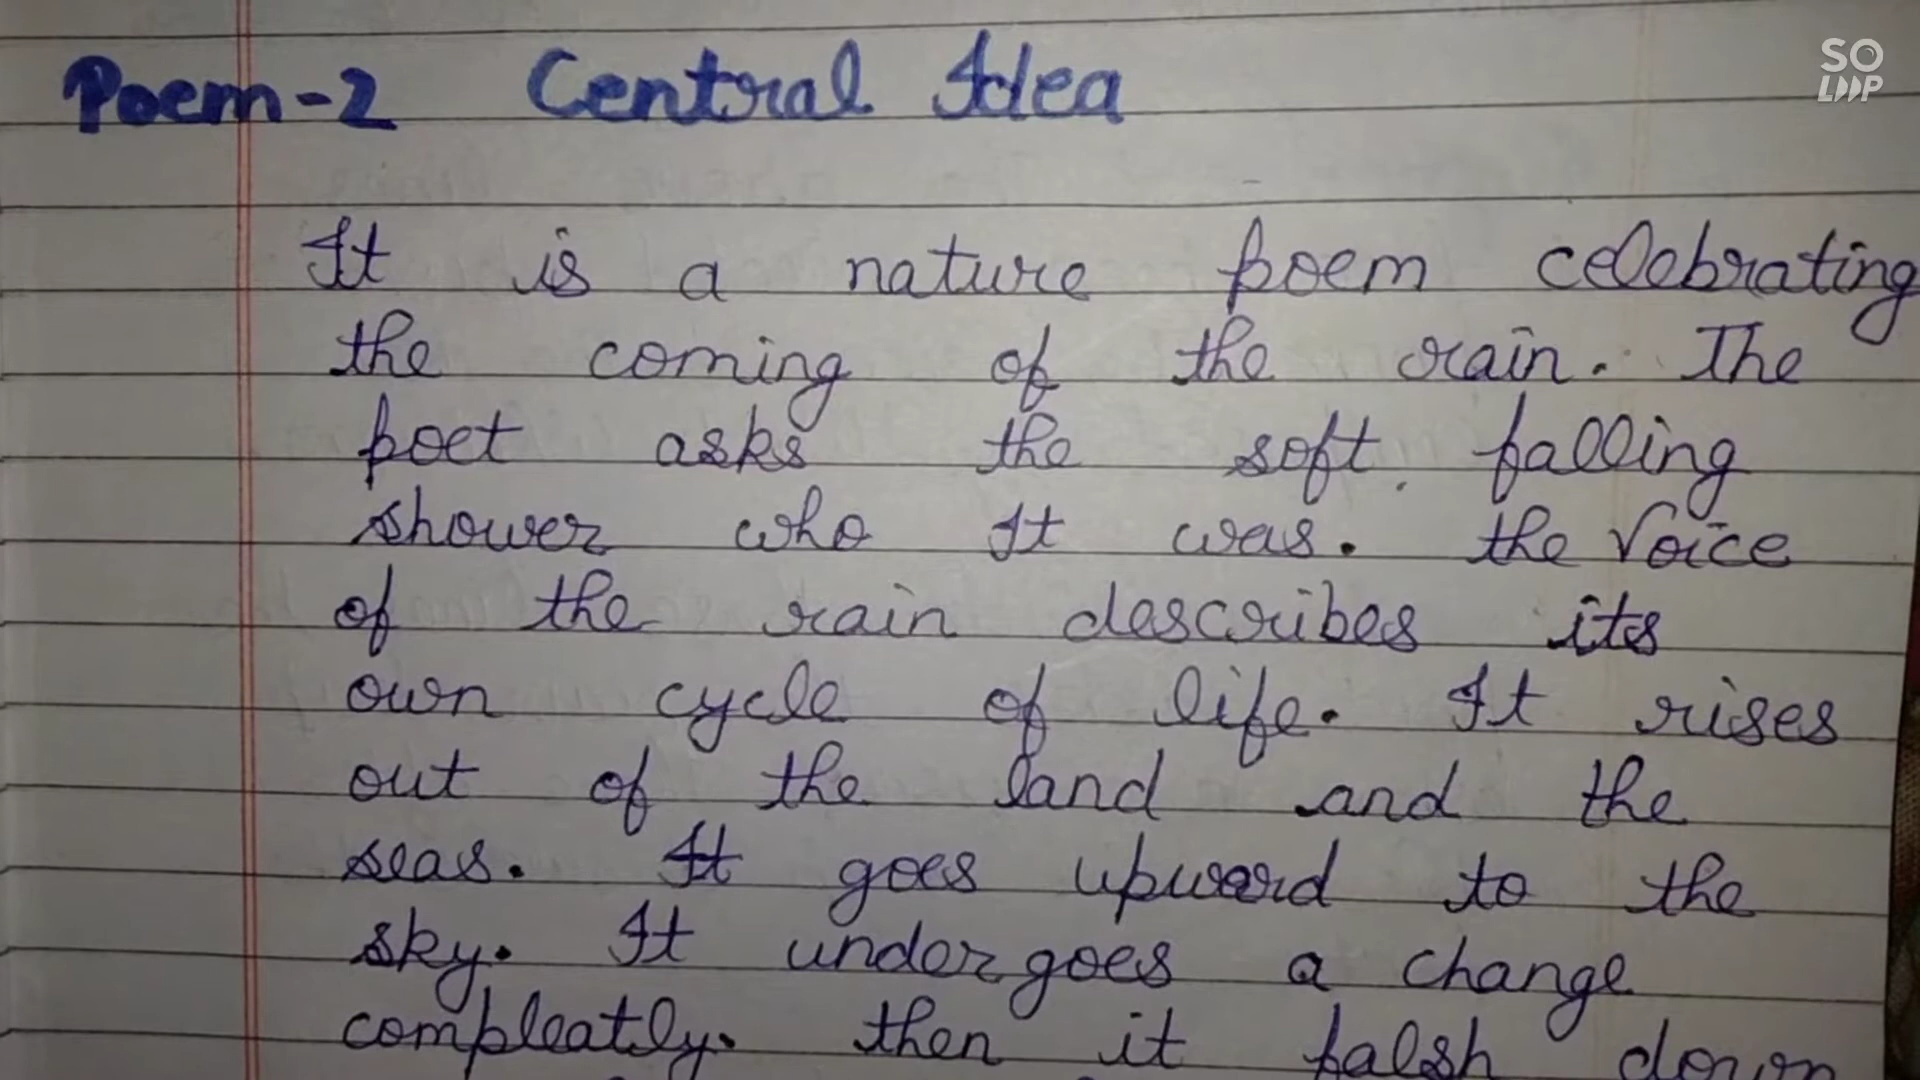 Poem-2 Central Idea
It is a nature poem celebrating
the coming of the rain. The
poet asks the soft falling
shower who It was. the Voice
of the rain describes its
own cycle of life. It rises
out of the land and the
seas. It goes upward to the
sky. It undergoes a change
compleatly. then it falsh down
SO
LOOP